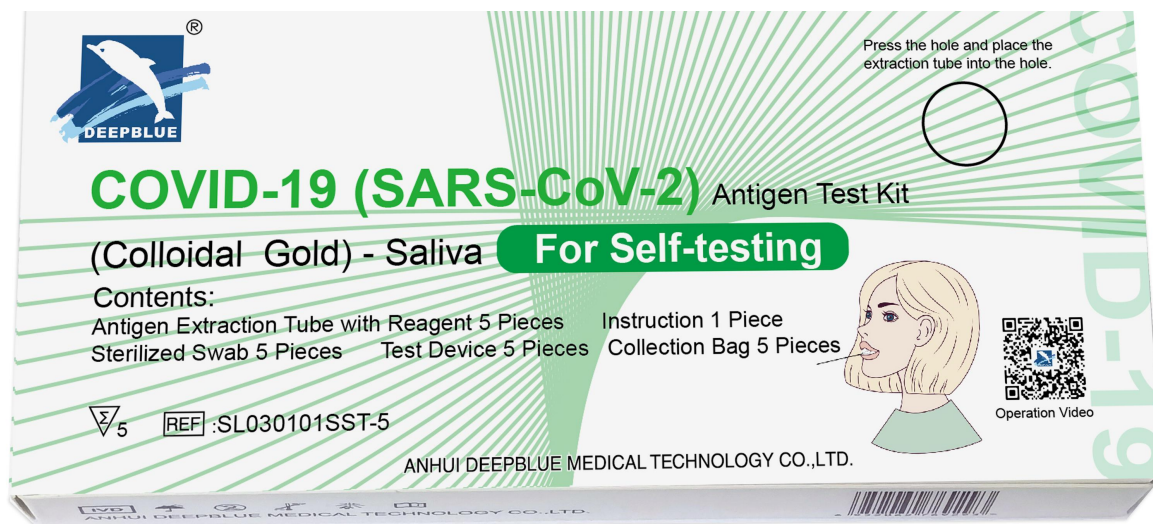 ®
DEEPBLUE
Press the hole and place the
extraction tube into the hole.
COVID-19
COVID-19 (SARS-CoV-2) Antigen Test Kit
(Colloidal Gold) - Saliva For Self-testing
Contents:
Antigen Extraction Tube with Reagent 5 Pieces Instruction 1 Piece
Sterilized Swab 5 Pieces Test Device 5 Pieces Collection Bag 5 Pieces
Operation Video
Σ 5 REF :SL030101SST-5
ANHUI DEEPBLUE MEDICAL TECHNOLOGY CO.,LTD.
IVD 2
ANHUI DEEPBLUE MEDICAL TECHNOLOGY CO.,LTD.